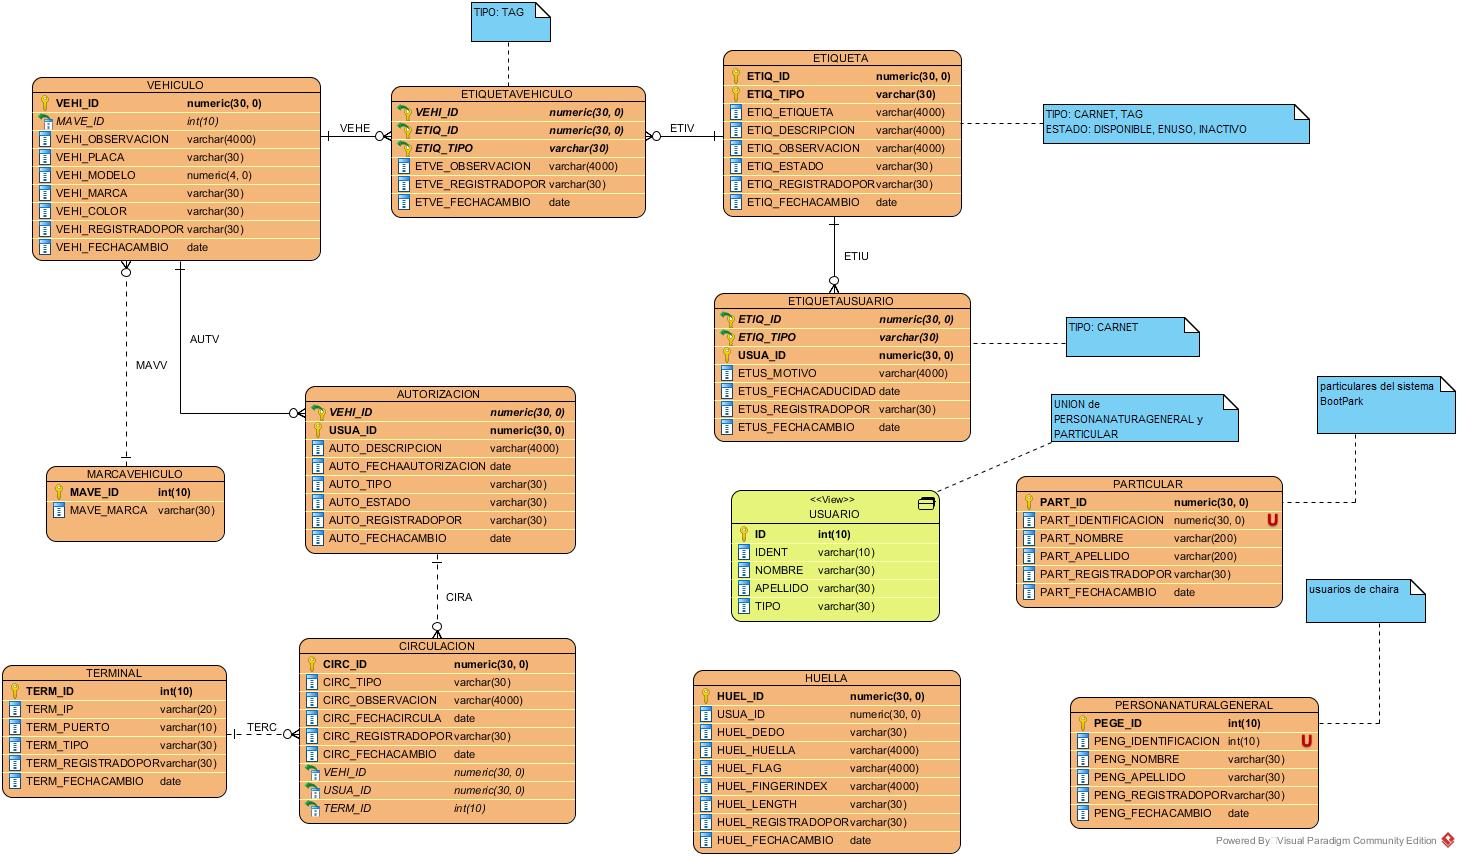 TIPO: TAG
VEHICULO
VEHI_ID numeric(30, 0)
MAVE_ID int(10)
VEHI_OBSERVACION varchar(4000)
VEHI_PLACA varchar(30)
VEHI_MODELO numeric(4, 0)
VEHI_MARCA varchar(30)
VEHI_COLOR varchar(30)
VEHI_REGISTRADOPOR varchar(30)
VEHI_FECHACAMBIO date
VEHE
ETIQUETAVEHICULO
VEHI_ID numeric(30, 0)
ETIQ_ID numeric(30, 0)
ETIQ_TIPO varchar(30)
ETVE_OBSERVACION varchar(4000)
ETVE_REGISTRADOPOR varchar(30)
ETVE_FECHACAMBIO date
ETIV
ETIQUETA
ETIQ_ID numeric(30, 0)
ETIQ_TIPO varchar(30)
ETIQ_ETIQUETA varchar(4000)
ETIQ_DESCRIPCION varchar(4000)
ETIQ_OBSERVACION varchar(4000)
ETIQ_ESTADO varchar(30)
ETIQ_REGISTRADOPOR varchar(30)
ETIQ_FECHACAMBIO date
TIPO: CARNET, TAG
ESTADO: DISPONIBLE, ENUSO, INACTIVO
ETIU
ETIQUETAUSUARIO
ETIQ_ID numeric(30, 0)
ETIQ_TIPO varchar(30)
USUA_ID numeric(30, 0)
ETUS_MOTIVO varchar(4000)
ETUS_FECHACADUCIDAD date
ETUS_REGISTRADOPOR varchar(30)
ETUS_FECHACAMBIO date
TIPO: CARNET
AUTV
MAVV
MARCAVEHICULO
MAVE_ID int(10)
MAVE_MARCA varchar(30)
AUTORIZACION
VEHI_ID numeric(30, 0)
USUA_ID numeric(30, 0)
AUTO_DESCRIPCION varchar(4000)
AUTO_FECHAAUTORIZACION date
AUTO_TIPO varchar(30)
AUTO_ESTADO varchar(30)
AUTO_REGISTRADOPOR varchar(30)
AUTO_FECHACAMBIO date
UNION de
PERSONANATURAGENERAL y
PARTICULAR
particulares del sistema
BootPark
<<View>>
USUARIO
ID int(10)
IDENT varchar(10)
NOMBRE varchar(30)
APELLIDO varchar(30)
TIPO varchar(30)
PARTICULAR
PART_ID numeric(30, 0)
PART_IDENTIFICACION numeric(30, 0) U
PART_NOMBRE varchar(200)
PART_APELLIDO varchar(200)
PART_REGISTRADOPOR varchar(30)
PART_FECHACAMBIO date
usuarios de chaira
CIRA
TERMINAL
TERM_ID int(10)
TERM_IP varchar(20)
TERM_PUERTO varchar(10)
TERM_TIPO varchar(30)
TERM_REGISTRADOR varchar(30)
TERM_FECHACAMBIO date
TERC
CIRCULACION
CIRC_ID numeric(30, 0)
CIRC_TIPO varchar(30)
CIRC_OBSERVACION varchar(4000)
CIRC_FECHACIRCULA date
CIRC_REGISTRADOPOR varchar(30)
CIRC_FECHACAMBIO date
VEHI_ID numeric(30, 0)
USUA_ID numeric(30, 0)
TERM_ID int(10)
HUELLA
HUEL_ID numeric(30, 0)
USUA_ID numeric(30, 0)
HUEL_DEDO varchar(30)
HUEL_HUELLA varchar(4000)
HUEL_FLAG varchar(4000)
HUEL_FINGERINDEX varchar(4000)
HUEL_LENGTH varchar(30)
HUEL_REGISTRADOPOR varchar(30)
HUEL_FECHACAMBIO date
PERSONANATURALGENERAL
PEGE_ID int(10)
PENG_IDENTIFICACION int(10) U
PENG_NOMBRE varchar(30)
PENG_APELLIDO varchar(30)
PENG_REGISTRADOPOR varchar(30)
PENG_FECHACAMBIO date
Powered By Visual Paradigm Community Edition